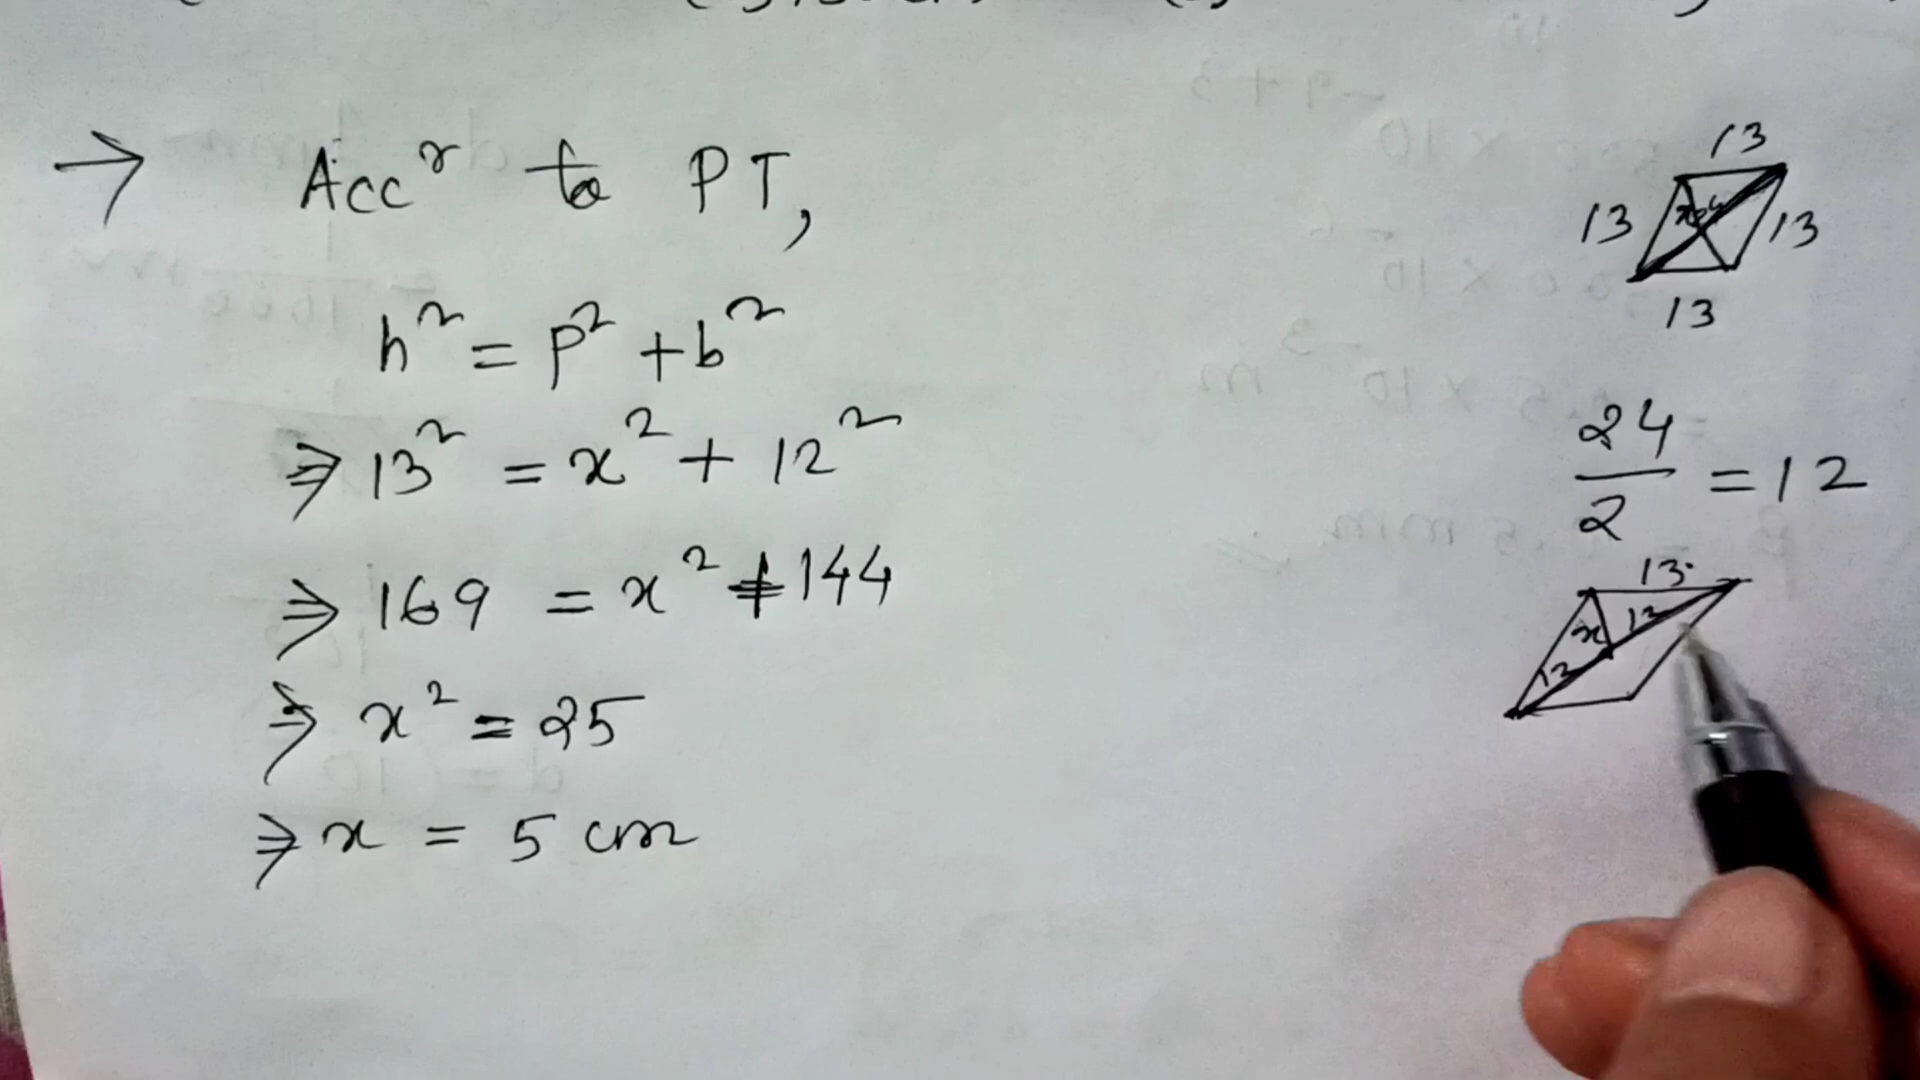 → Accʳ to PT,
h² = p² + b²
⇒ 13² = x² + 12²
⇒ 169 = x² + 144
⇒ x² = 25
⇒ x = 5 cm
13
13 x 13
13
24/2 = 12
13
x 12
12